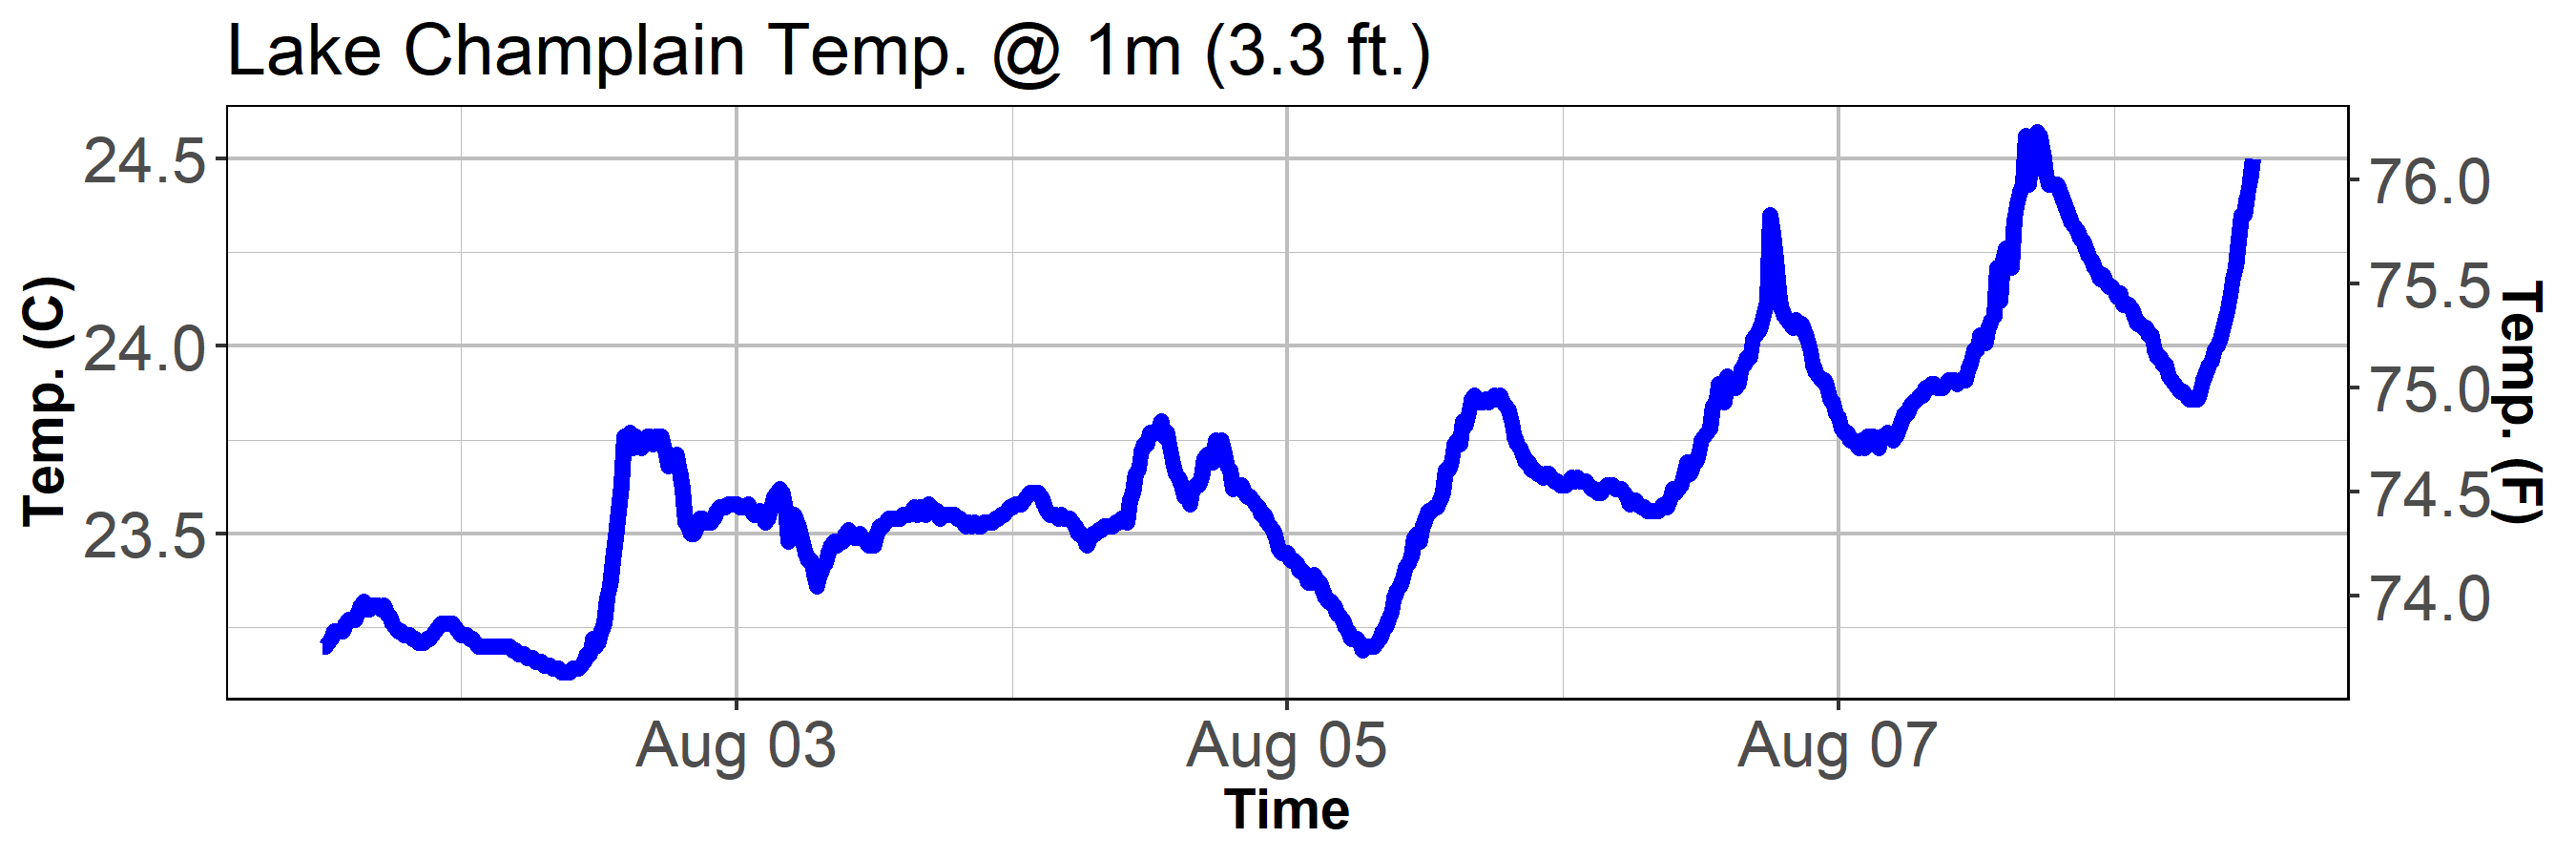 Lake Champlain Temp. @ 1m (3.3 ft.)
Temp. (C)
24.5
24.0
23.5
76.0
75.5
75.0
74.5
74.0
Temp. (F)
Aug 03
Aug 05
Aug 07
Time